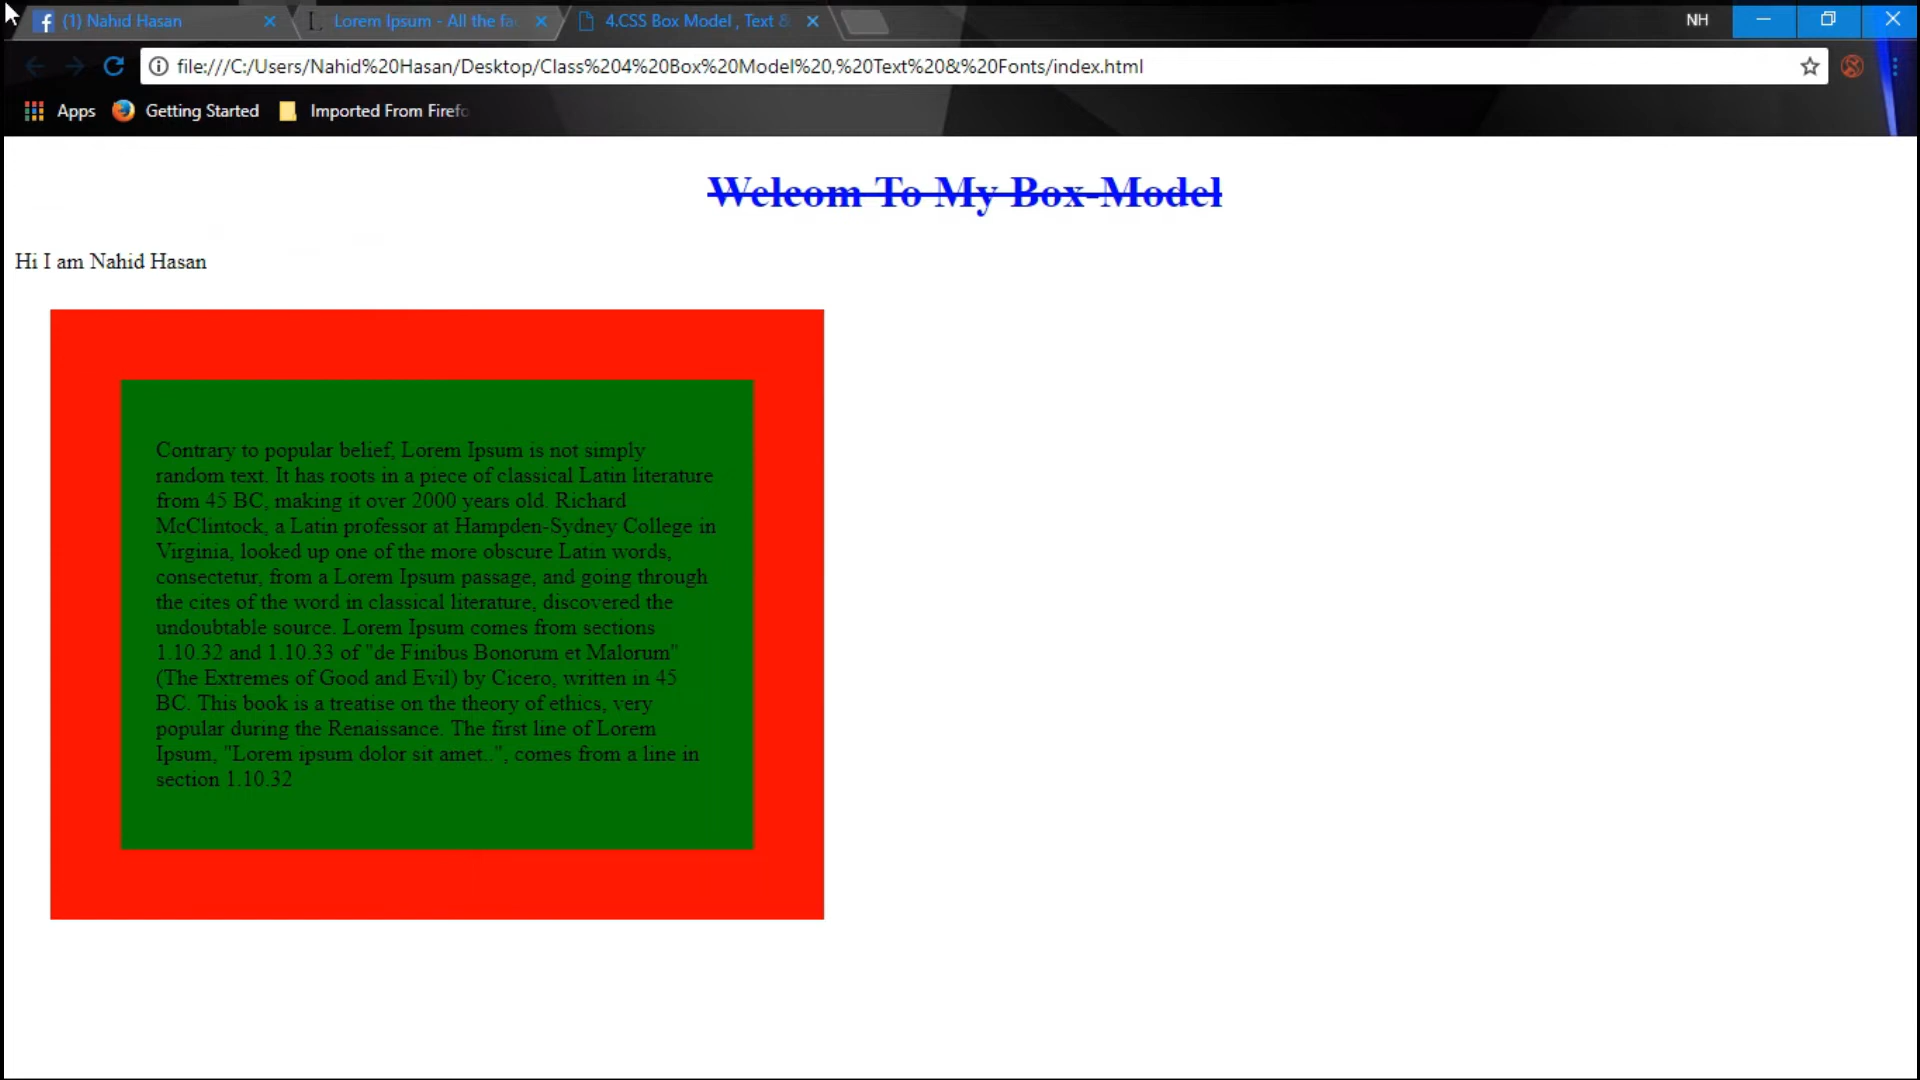 (1) Nahid Hasan
Lorem Ipsum - All the fa
4.CSS Box Model , Text &
NH
file:///C:/Users/Nahid%20Hasan/Desktop/Class%204%20Box%20Model%20,%20Text%20&%20Fonts/index.html
Apps
Getting Started
Imported From Firefo
Welcom To My Box-Model
Hi I am Nahid Hasan
Contrary to popular belief, Lorem Ipsum is not simply
random text. It has roots in a piece of classical Latin literature
from 45 BC, making it over 2000 years old. Richard
McClintock, a Latin professor at Hampden-Sydney College in
Virginia, looked up one of the more obscure Latin words,
consectetur, from a Lorem Ipsum passage, and going through
the cites of the word in classical literature, discovered the
undoubtable source. Lorem Ipsum comes from sections
1.10.32 and 1.10.33 of "de Finibus Bonorum et Malorum"
(The Extremes of Good and Evil) by Cicero, written in 45
BC. This book is a treatise on the theory of ethics, very
popular during the Renaissance. The first line of Lorem
Ipsum, "Lorem ipsum dolor sit amet..", comes from a line in
section 1.10.32